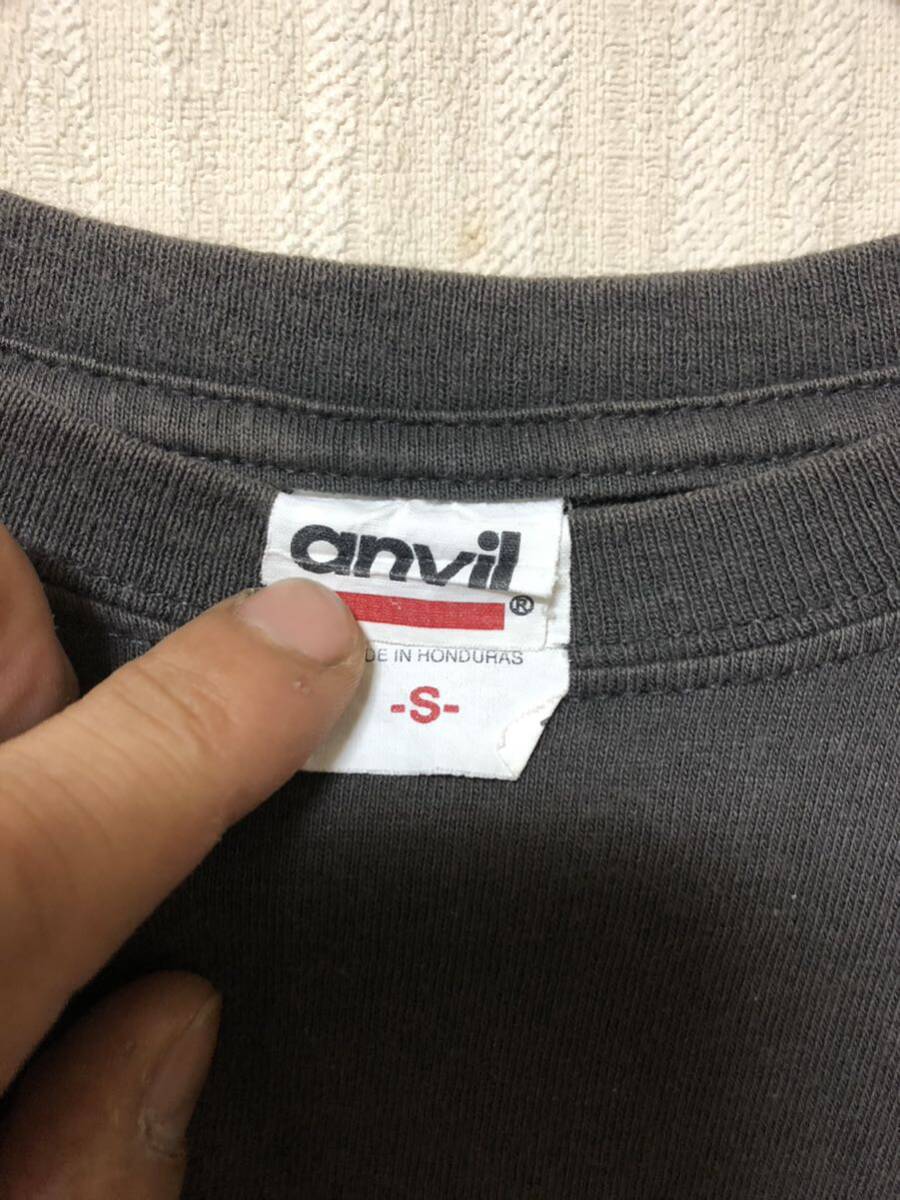 anvil
®
DE IN HONDURAS
-S-